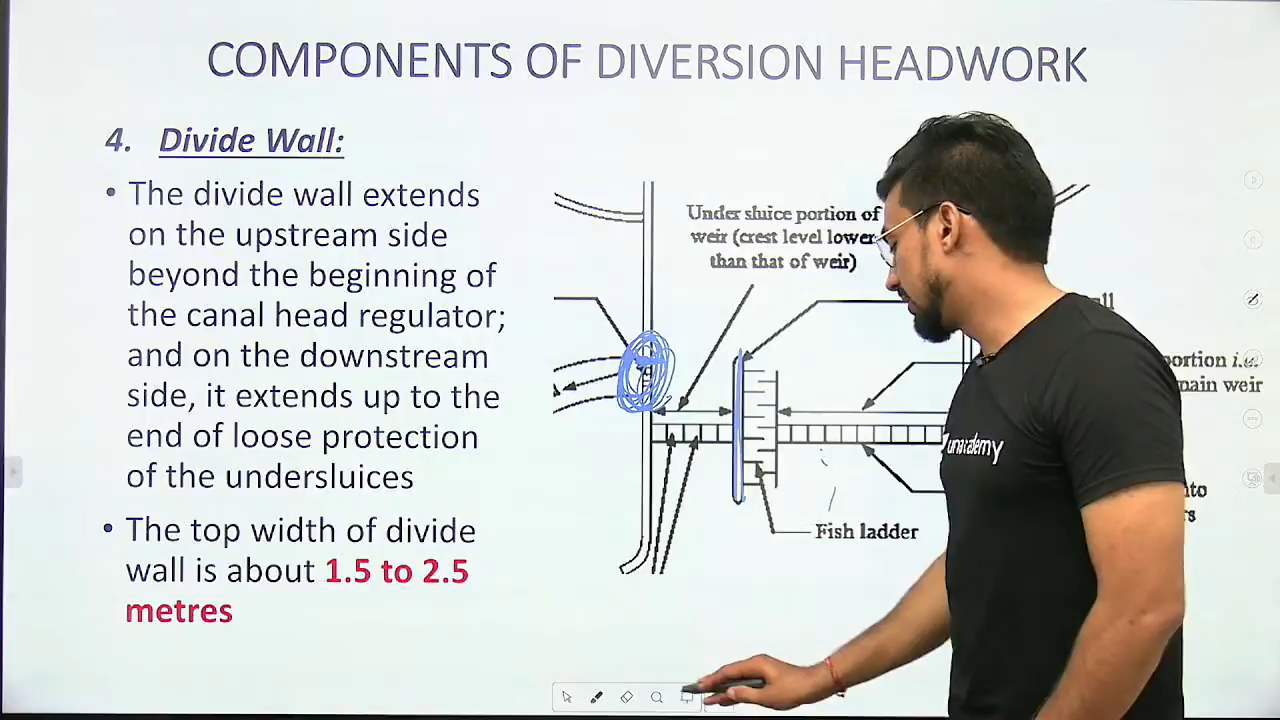 COMPONENTS OF DIVERSION HEADWORK
4. Divide Wall:
• The divide wall extends
on the upstream side
beyond the beginning of
the canal head regulator;
and on the downstream
side, it extends up to the
end of loose protection
of the undersluices
• The top width of divide
wall is about 1.5 to 2.5
metres
Under sluice portion of
weir (crest level lower
than that of weir)
Fish ladder
portion i.e.
main weir
unacademy